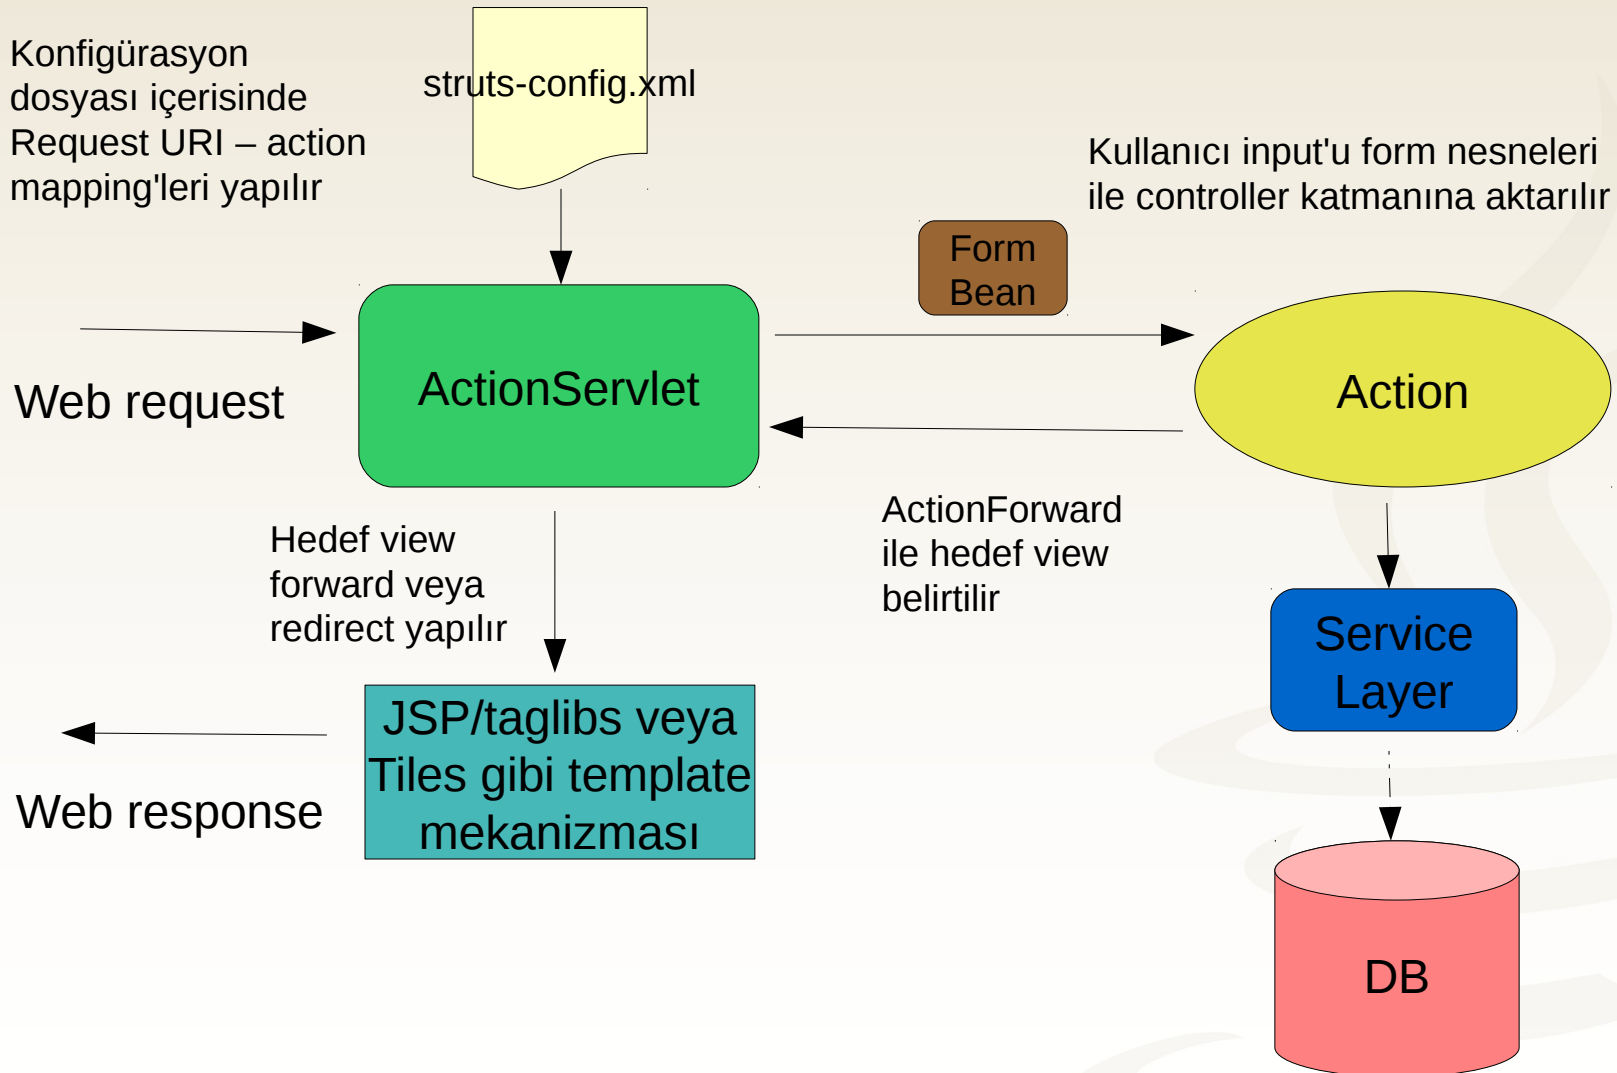 Konfigürasyon
dosyası içerisinde
Request URI – action
mapping'leri yapılır
struts-config.xml
Kullanıcı input'u form nesneleri
ile controller katmanına aktarılır
Form
Bean
Web request
ActionServlet
Action
Hedef view
forward veya
redirect yapılır
ActionForward
ile hedef view
belirtilir
Service
Layer
JSP/taglibs veya
Tiles gibi template
mekanizması
Web response
DB